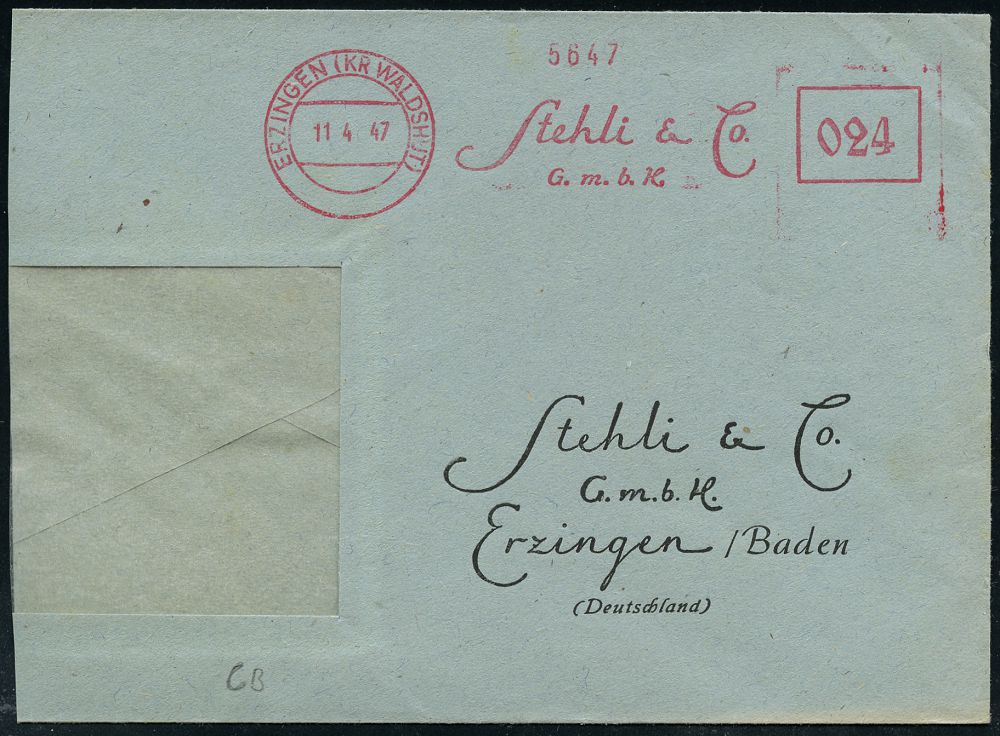 5647
ERZINGEN (KR WALDSHUT)
11 4 47
Stehli & Co.
G. m. b. H.
024
Stehli & Co.
G. m. b. H.
Erzingen / Baden
(Deutschland)
CB